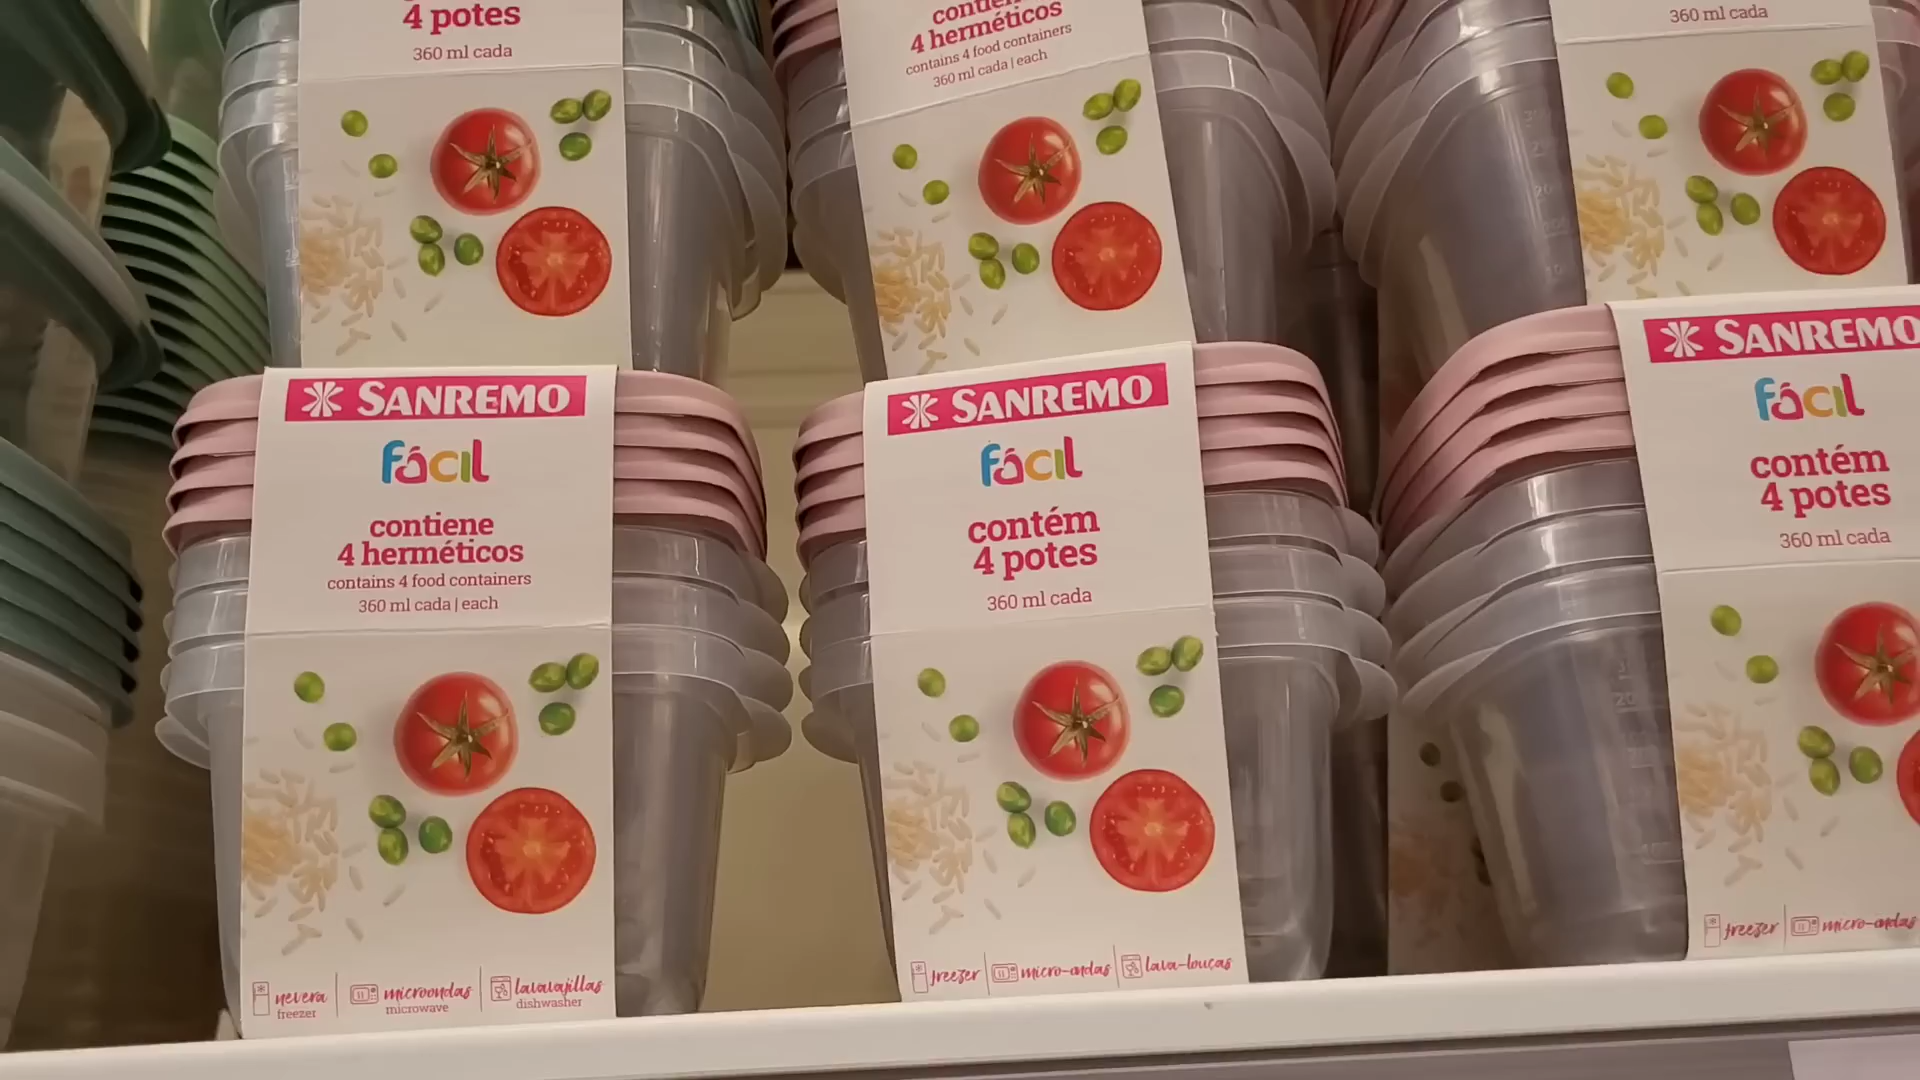 4 potes
360 ml cada
4 herméticos
contains 4 food containers
360 ml cada | each
360 ml cada
SANREMO
fácil
contiene
4 herméticos
contains 4 food containers
360 ml cada | each
nevera
freezer
microondas
microwave
lavavajillas
dishwasher
SANREMO
fácil
contém
4 potes
360 ml cada
freezer
micro-ondas
lava-louças
SANREMO
fácil
contém
4 potes
360 ml cada
freezer
micro-ondas